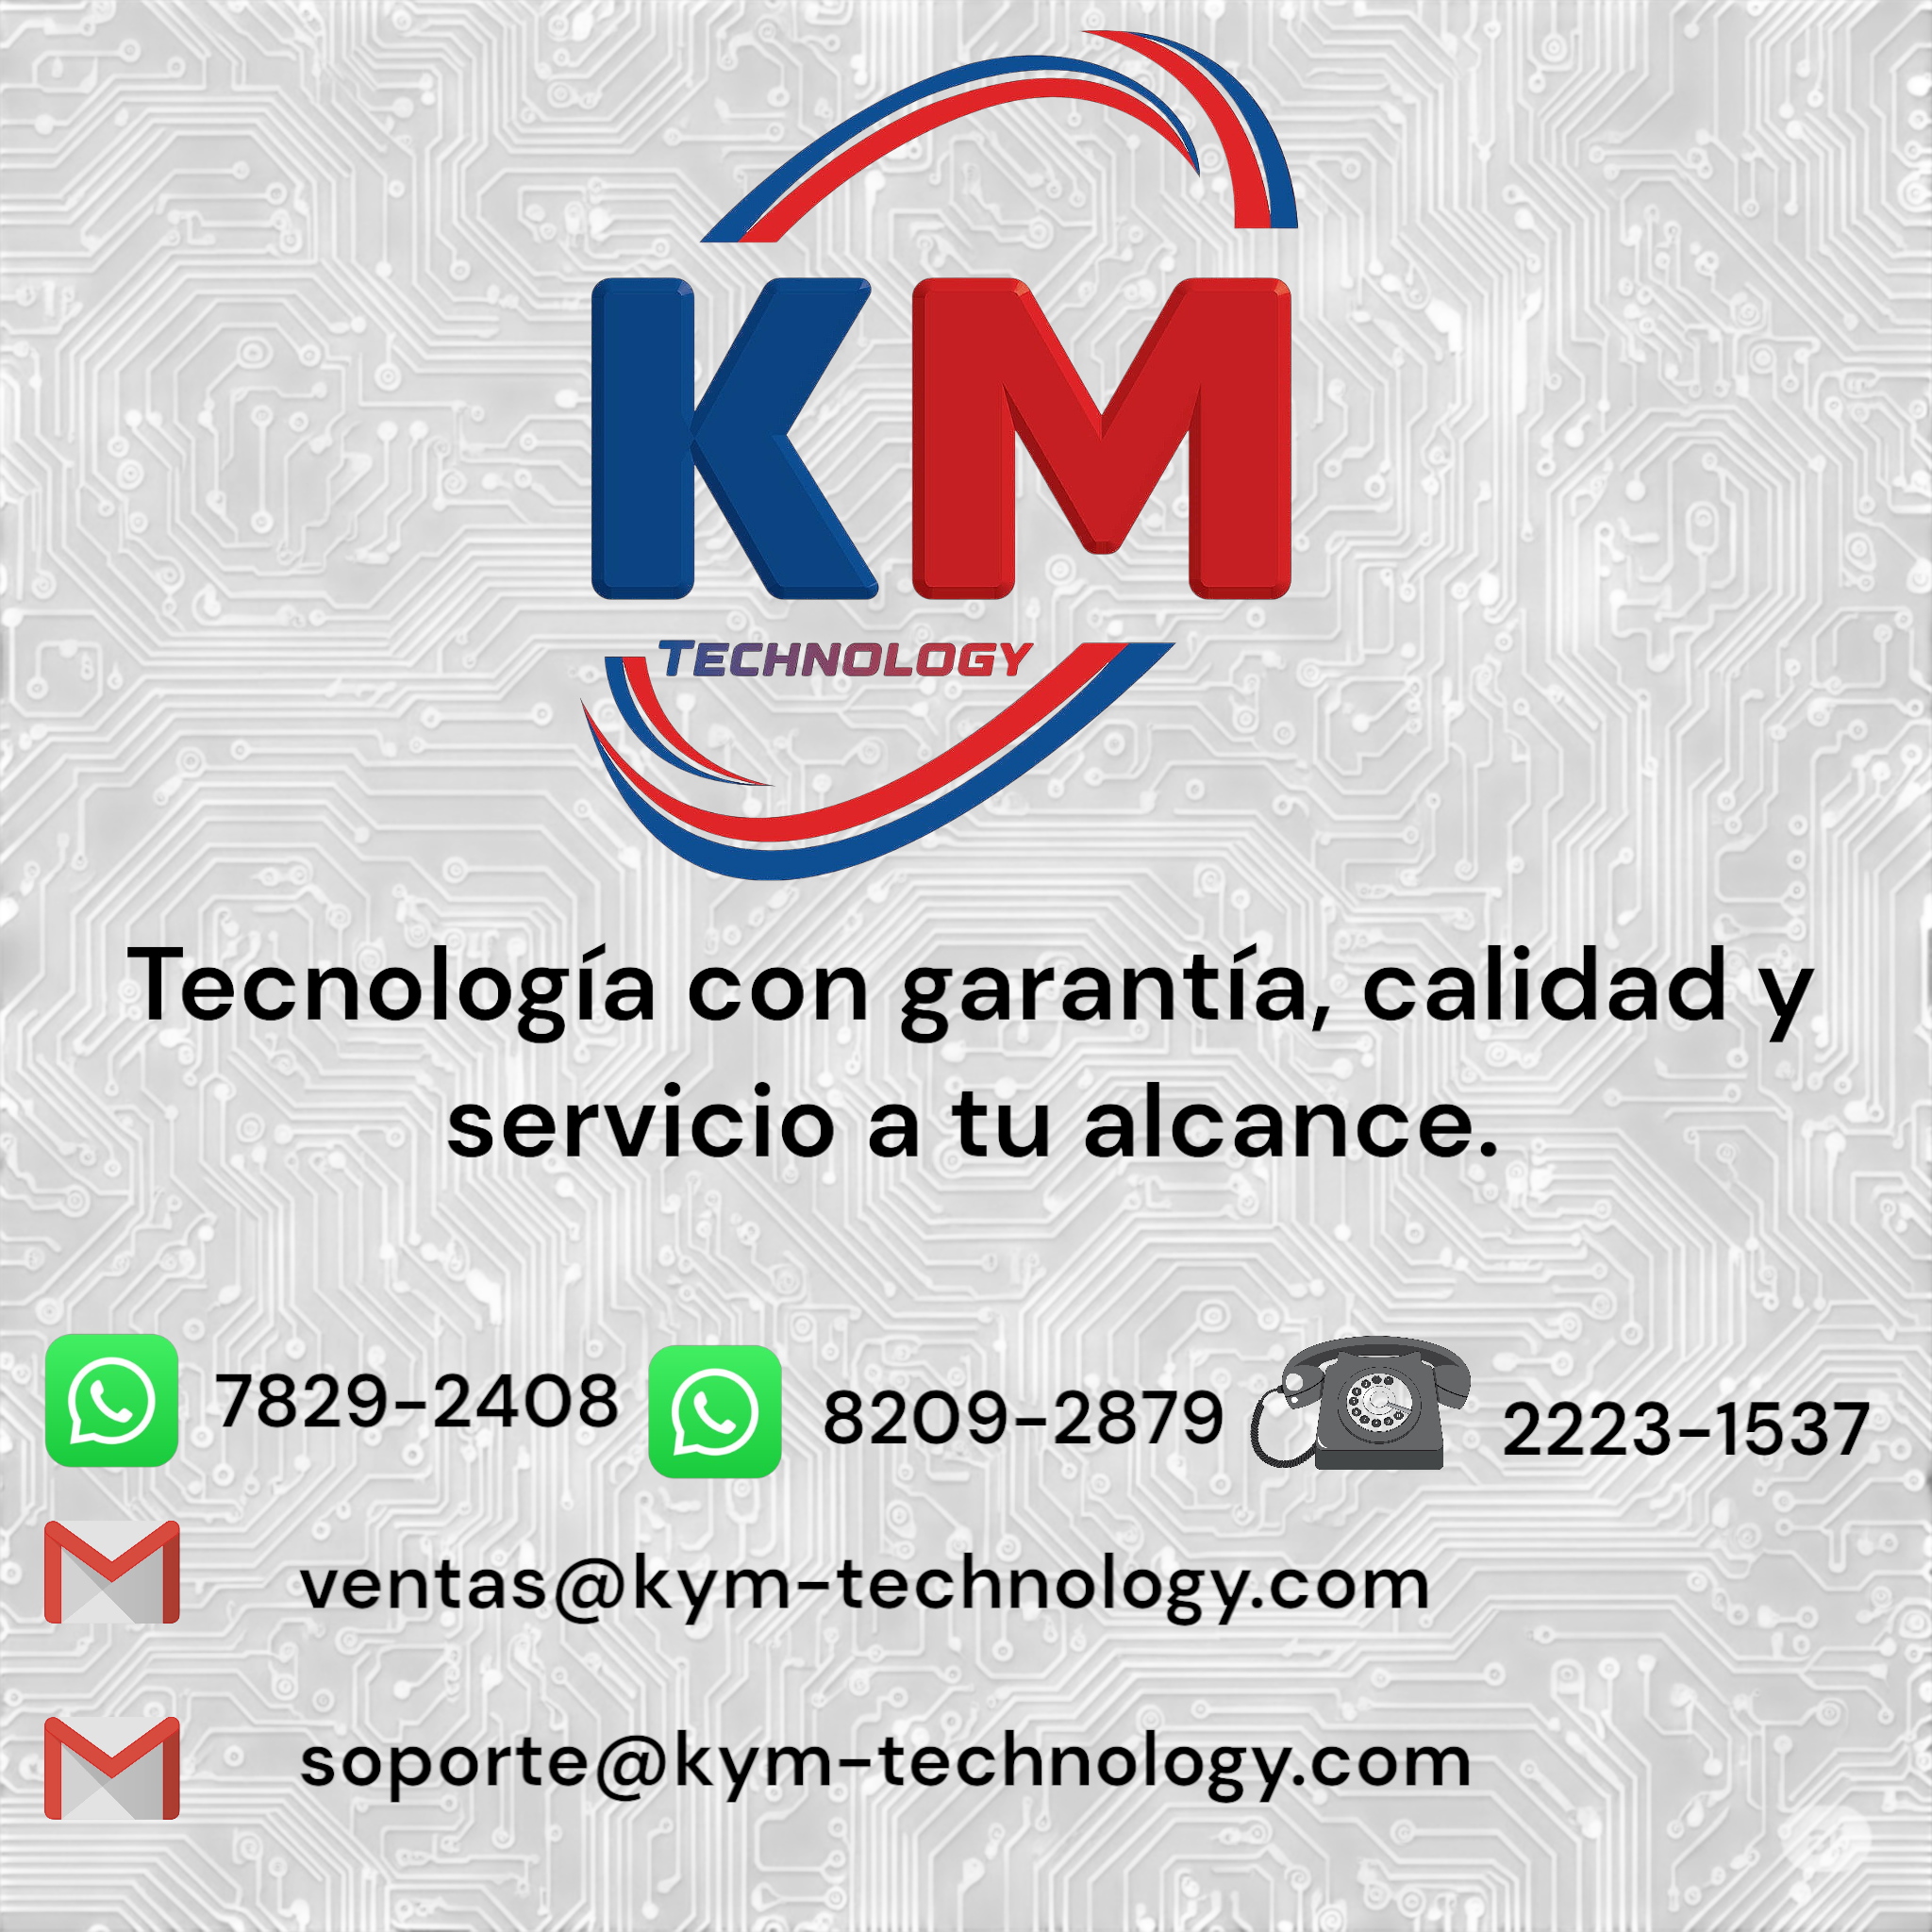 KM
TECHNOLOGY
Tecnología con garantía, calidad y
servicio a tu alcance.
7829-2408 8209-2879 2223-1537
ventas@kym-technology.com
soporte@kym-technology.com